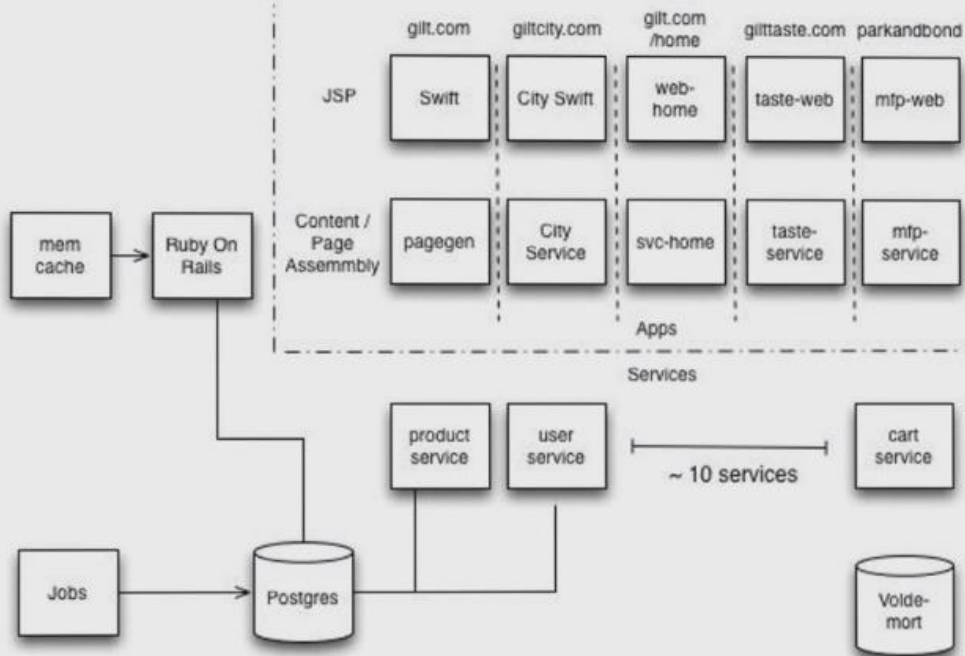 gilt.com
giltcity.com
gilt.com
/home
gilttaste.com
parkandbond
JSP
Swift
City Swift
web-
home
taste-web
mfp-web
mem
cache
Ruby On
Rails
Content /
Page
Assemmbly
pagegen
City
Service
svc-home
taste-
service
mfp-
service
Apps
Services
product
service
user
service
~ 10 services
cart
service
Jobs
Postgres
Volde-
mort